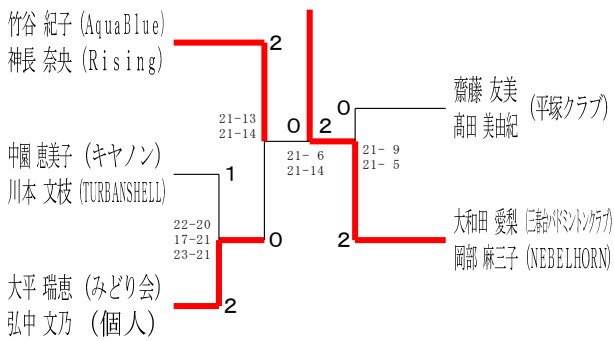 竹谷 紀子 (AquaBlue)
神長 奈央 (Rising)
2
21-13
21-14
0
2
21- 6
21-14
中園 恵美子 (キヤノン)
川本 文枝 (TURBANSHELL)
1
22-20
17-21
23-21
0
大平 瑞恵 (みどり会)
弘中 文乃 (個人)
2
齋藤 友美
髙田 美由紀
(平塚クラブ)
0
21- 9
21- 5
大和田 愛梨 (三春台バドミントンクラブ)
岡部 麻三子 (NEBELHORN)
2